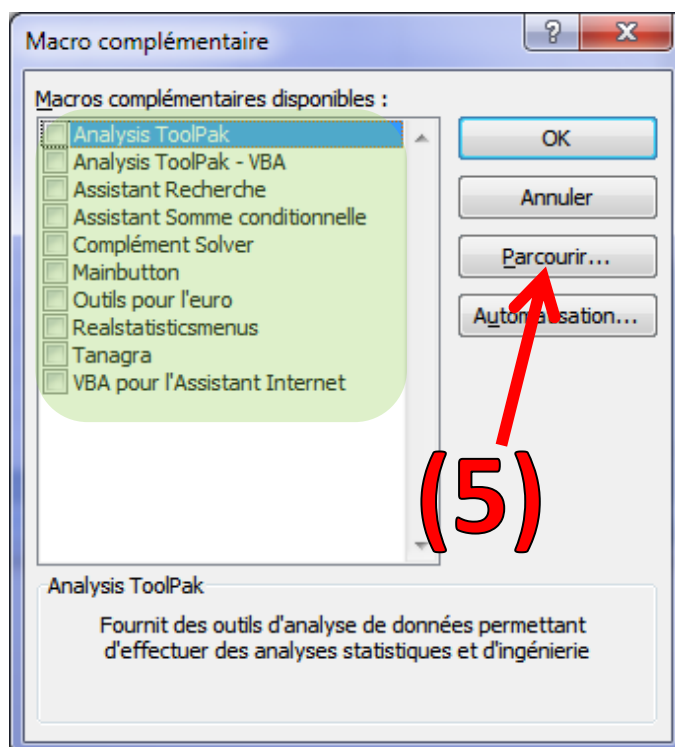 Macro complémentaire
Macros complémentaires disponibles :
Analysis ToolPak
Analysis ToolPak - VBA
Assistant Recherche
Assistant Somme conditionnelle
Complément Solver
Mainbutton
Outils pour l'euro
Realstatisticsmenus
Tanagra
VBA pour l'Assistant Internet
OK
Annuler
Parcourir...
Automatisation...
(5)
Analysis ToolPak
Fournit des outils d'analyse de données permettant
d'effectuer des analyses statistiques et d'ingénierie